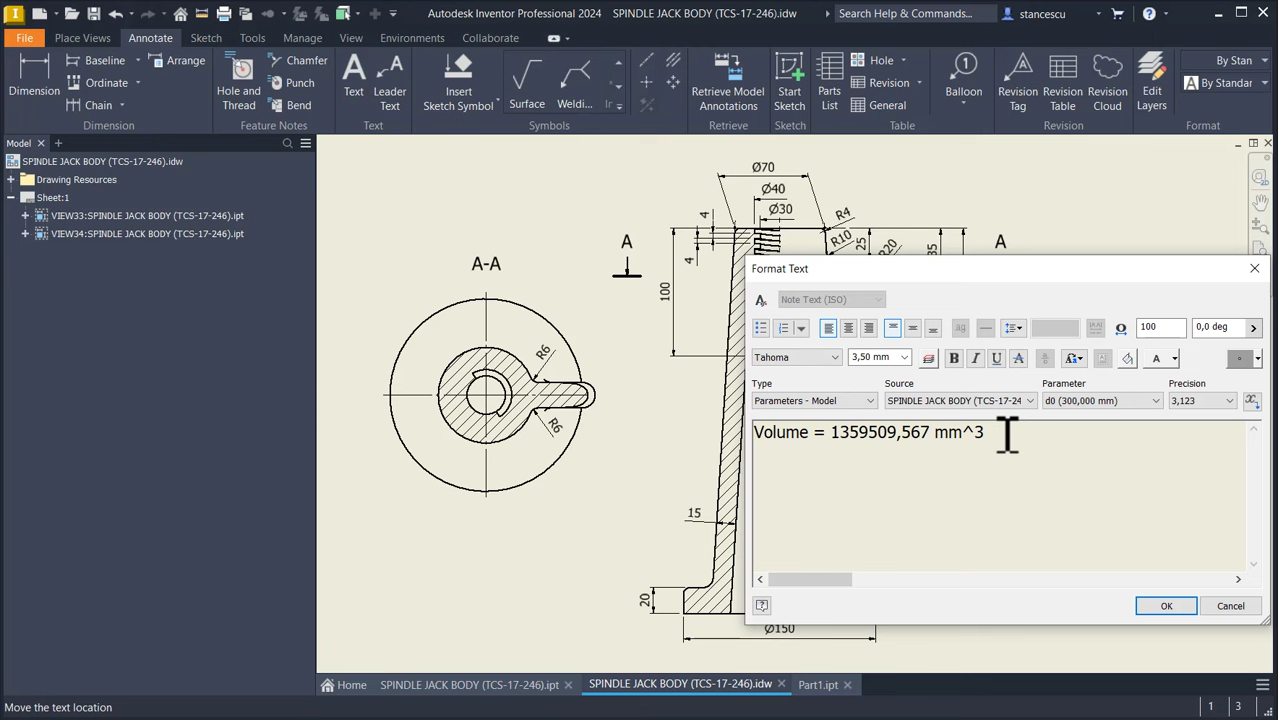 Autodesk Inventor Professional 2024 SPINDLE JACK BODY (TCS-17-246).idw
Search Help & Commands...
stancescu
File
Place Views
Annotate
Sketch
Tools
Manage
View
Environments
Collaborate
Dimension
Baseline
Ordinate
Chain
Arrange
Dimension
Hole and
Thread
Chamfer
Punch
Bend
Feature Notes
Text
Leader
Text
Text
Insert
Sketch Symbol
Surface
Weldi...
Symbols
Retrieve Model
Annotations
Retrieve
Start
Sketch
Sketch
Parts
List
Hole
Revision
General
Table
Balloon
Revision
Tag
Revision
Table
Revision
Cloud
Revision
Edit
Layers
By Stan
By Standar
Format
Model
SPINDLE JACK BODY (TCS-17-246).idw
Drawing Resources
Sheet:1
VIEW33:SPINDLE JACK BODY (TCS-17-246).ipt
VIEW34:SPINDLE JACK BODY (TCS-17-246).ipt
A-A
R6
R6
A
A
Ø70
Ø40
Ø30
4
4
R4
R10
R20
25
35
100
15
20
Ø150
Format Text
Note Text (ISO)
100
0,0 deg
Tahoma
3,50 mm
B I U A
A
Type
Source
Parameter
Precision
Parameters - Model
SPINDLE JACK BODY (TCS-17-24
d0 (300,000 mm)
3,123
Volume = 1359509,567 mm^3
OK
Cancel
Home
SPINDLE JACK BODY (TCS-17-246).ipt
SPINDLE JACK BODY (TCS-17-246).idw
Part1.ipt
Move the text location
1
3